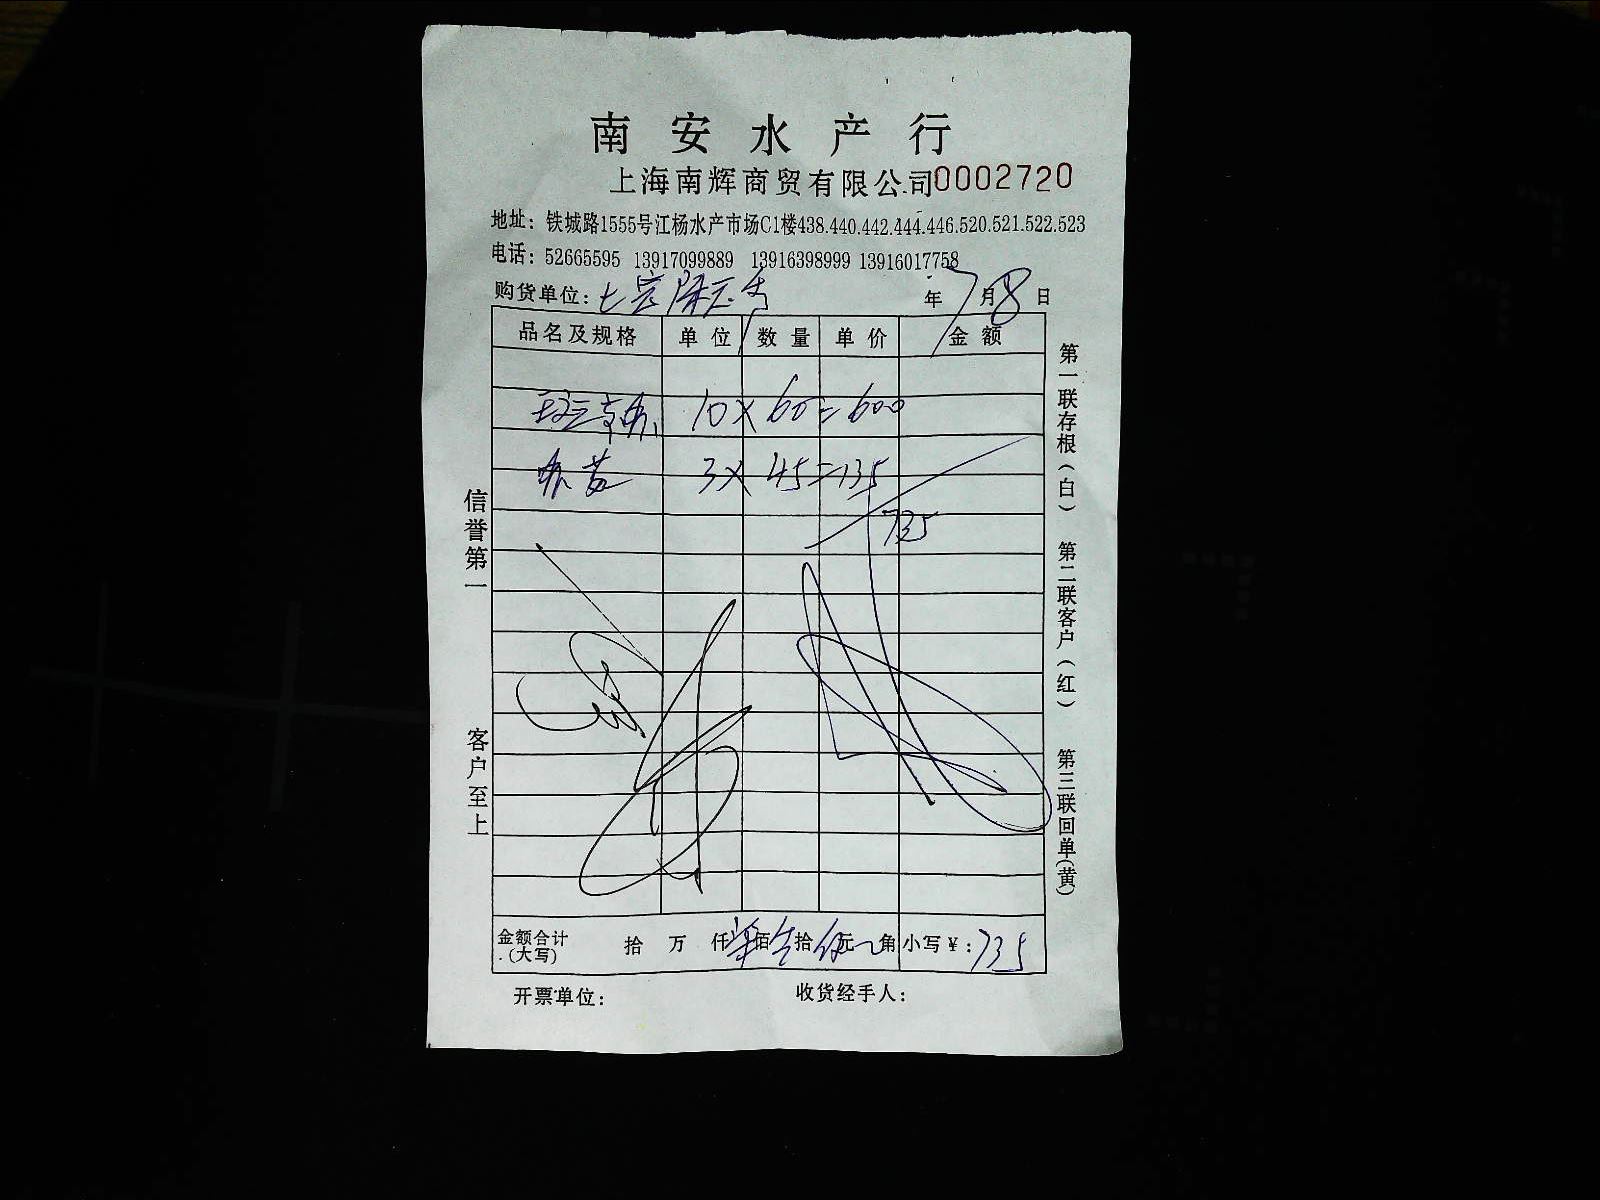 南安水产行
上海南辉商贸有限公司0002720
地址：铁城路1555号江杨水产市场C1楼438.440.442.444.446.520.521.522.523
电话：52665595 13917099889 13916398999 13916017758
购货单位： 年7月8日
品名及规格 单位 数量 单价 金额
10×60=600
3×45=135
735
金额合计(大写) 拾 万 仟柒佰叁拾伍元 角 小写￥:735
开票单位： 收货经手人：
信誉第一 客户至上
第一联存根(白) 第二联客户(红) 第三联回单(黄)